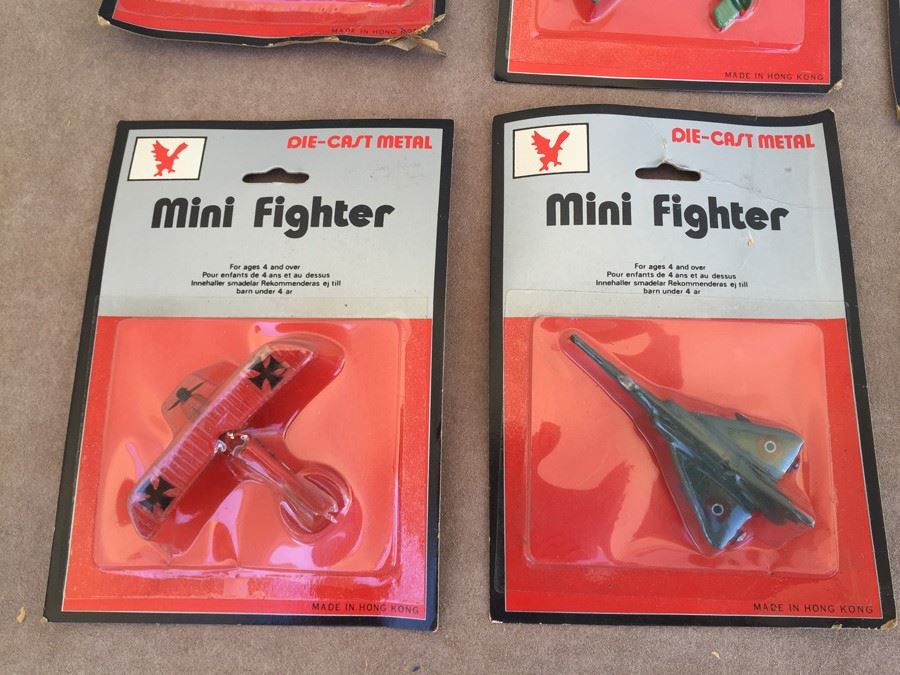 MADE IN HONG KONG
MADE IN HONG KONG
DIE-CAST METAL
Mini Fighter
For ages 4 and over
Pour enfants de 4 ans et au dessus
Innehaller smadelar Rekommenderas ej till
barn under 4 ar
MADE IN HONG KONG
DIE-CAST METAL
Mini Fighter
For ages 4 and over
Pour enfants de 4 ans et au dessus
Innehaller smadelar Rekommenderas ej till
barn under 4 ar
MADE IN HONG KONG